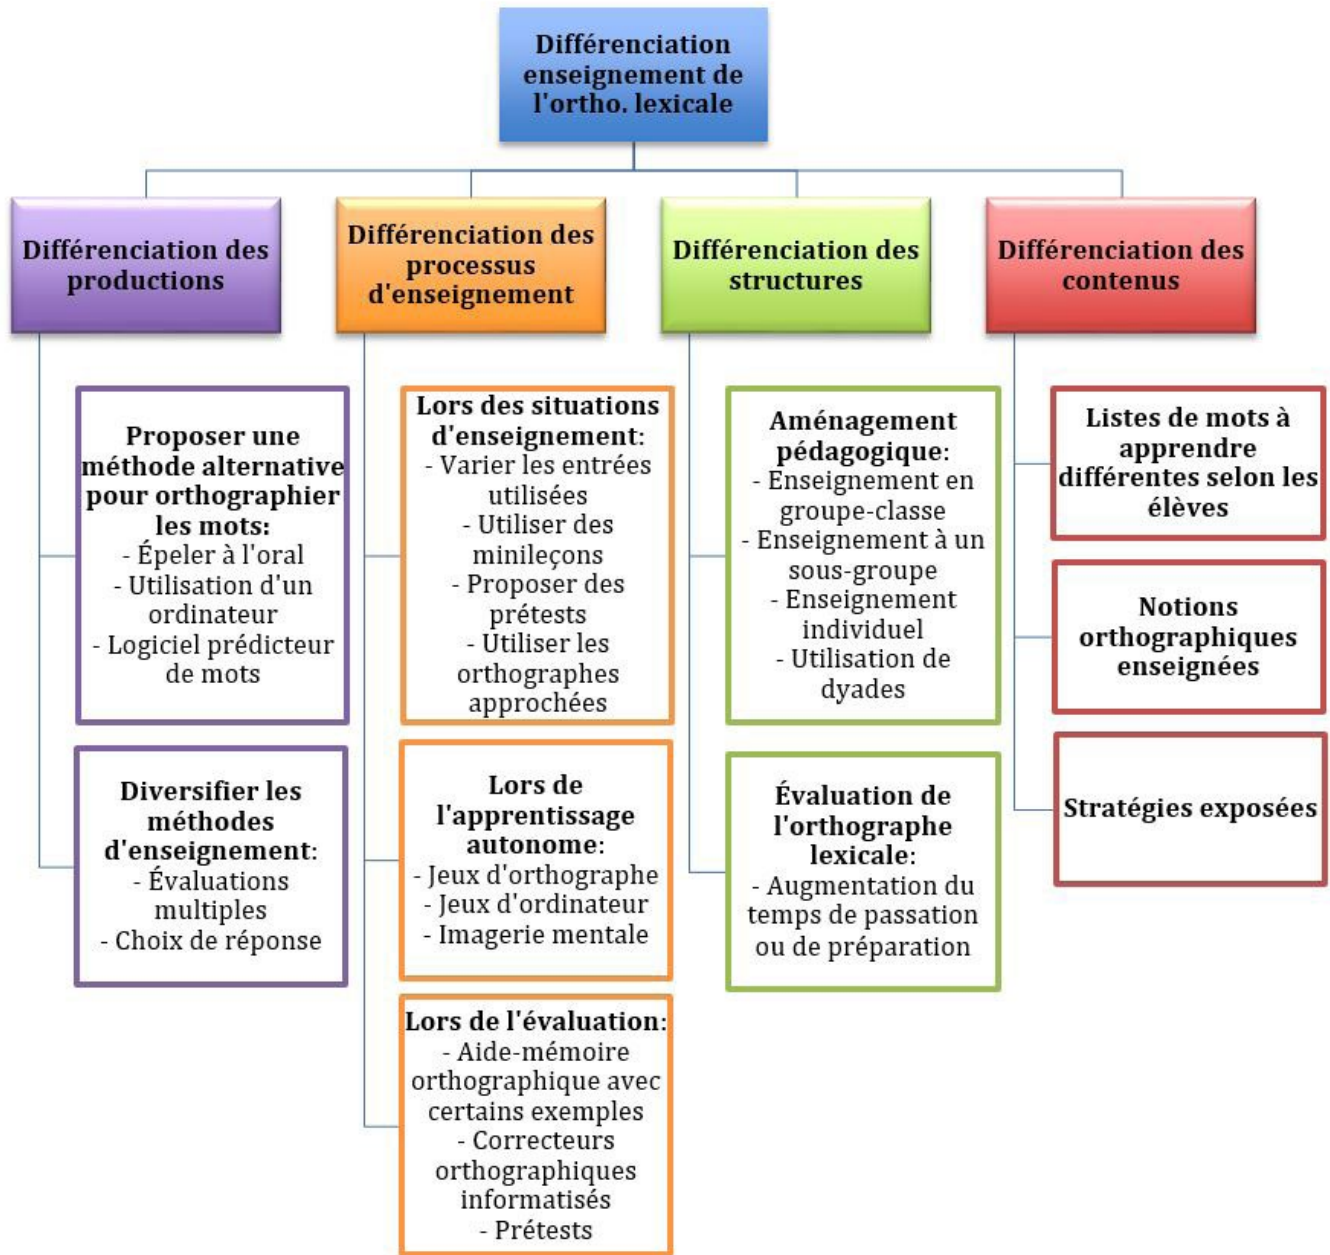 Différenciation
enseignement de
l'ortho. lexicale
Différenciation des
productions
Proposer une
méthode alternative
pour orthographier
les mots:
- Épeler à l'oral
- Utilisation d'un
ordinateur
- Logiciel prédicteur
de mots
Diversifier les
méthodes
d'enseignement:
- Évaluations
multiples
- Choix de réponse
Différenciation des
processus
d'enseignement
Lors des situations
d'enseignement:
- Varier les entrées
utilisées
- Utiliser des
minileçons
- Proposer des
prétests
- Utiliser les
orthographes
approchées
Lors de
l'apprentissage
autonome:
- Jeux d'orthographe
- Jeux d'ordinateur
- Imagerie mentale
Lors de l'évaluation:
- Aide-mémoire
orthographique avec
certains exemples
- Correcteurs
orthographiques
informatisés
- Prétests
Différenciation des
structures
Aménagement
pédagogique:
- Enseignement en
groupe-classe
- Enseignement à un
sous-groupe
- Enseignement
individuel
- Utilisation de
dyades
Évaluation de
l'orthographe
lexicale:
- Augmentation du
temps de passation
ou de préparation
Différenciation des
contenus
Listes de mots à
apprendre
différentes selon les
élèves
Notions
orthographiques
enseignées
Stratégies exposées